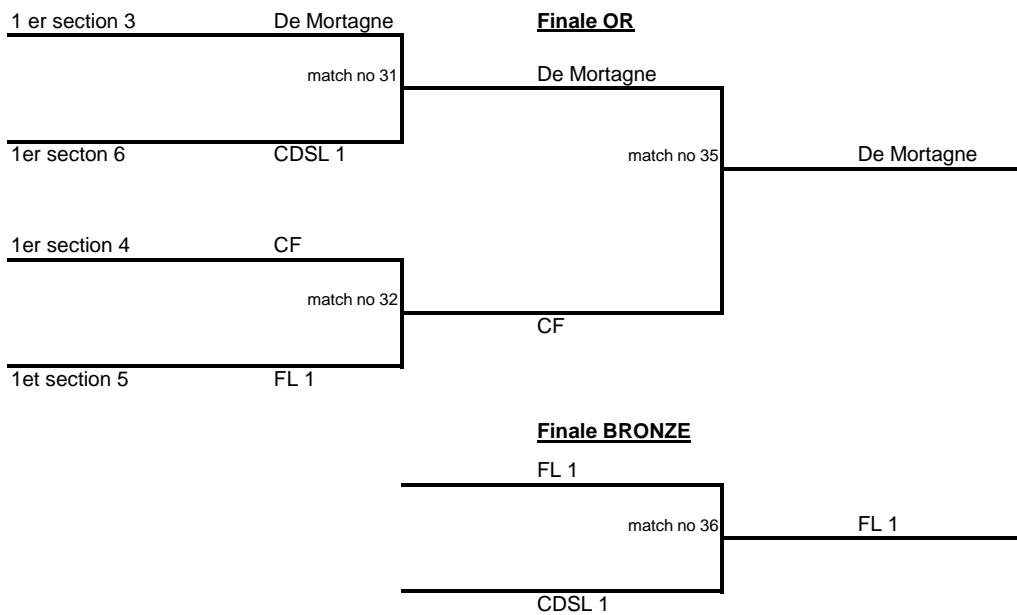 1 er section 3 De Mortagne Finale OR
match no 31 De Mortagne
1er secton 6 CDSL 1 match no 35 De Mortagne
1er section 4 CF
match no 32
CF
1et section 5 FL 1
Finale BRONZE
FL 1
match no 36 FL 1
CDSL 1